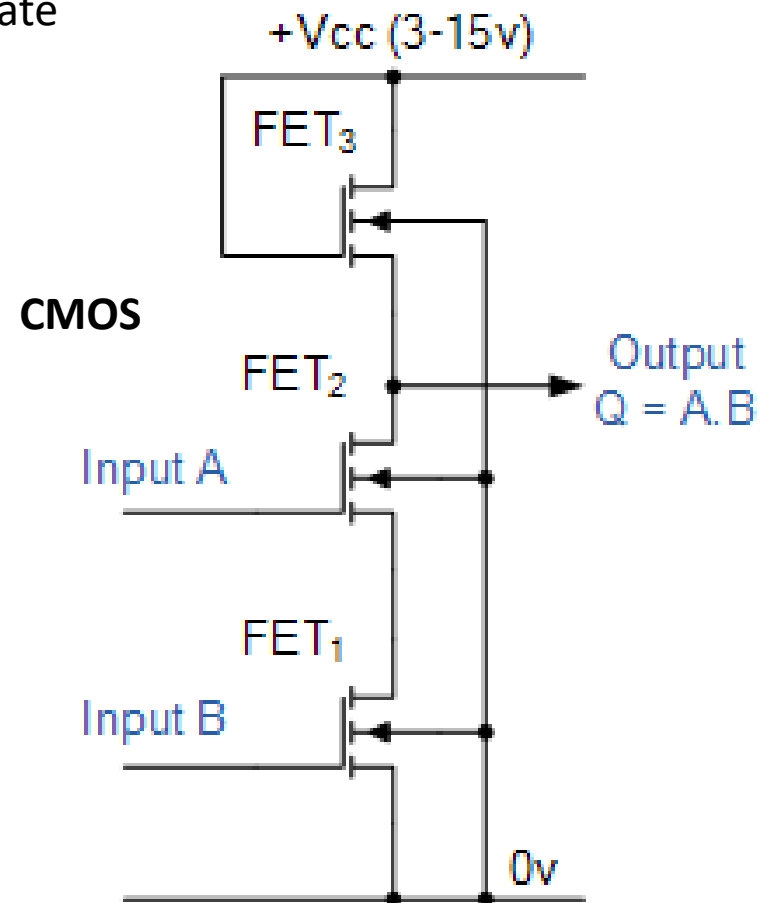 ate
+Vcc (3-15v)
FET₃
CMOS
FET₂
Output
Q = A.B
Input A
FET₁
Input B
0v